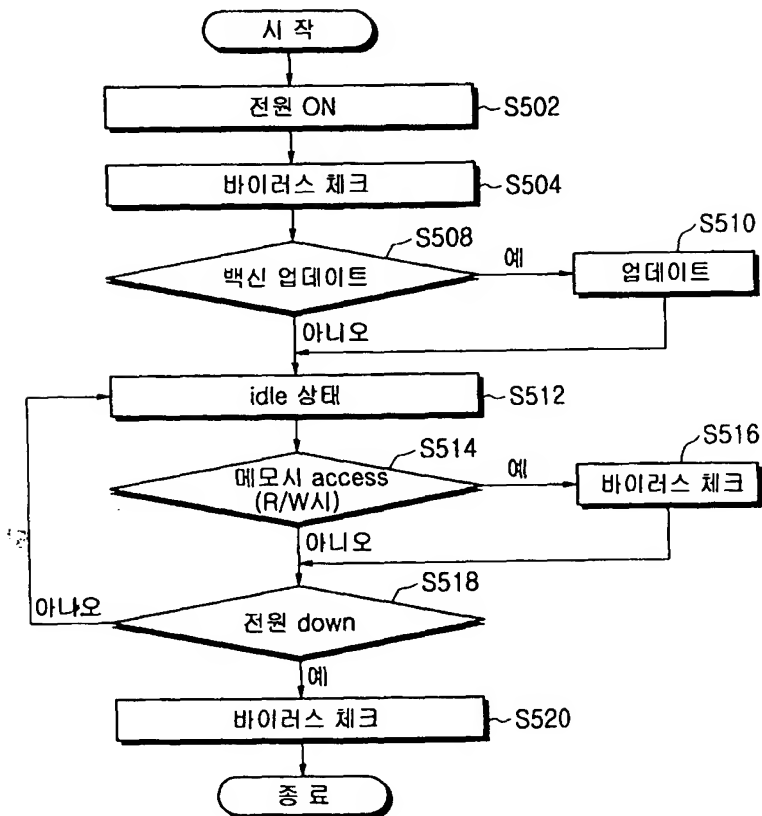 시 작
전원 ON
S502
바이러스 체크
S504
S508
백신 업데이트
예
S510
업데이트
아니오
idle 상태
S512
S514
메모시 access
(R/W시)
예
S516
바이러스 체크
아니오
S518
전원 down
아나오
예
바이러스 체크
S520
종 료